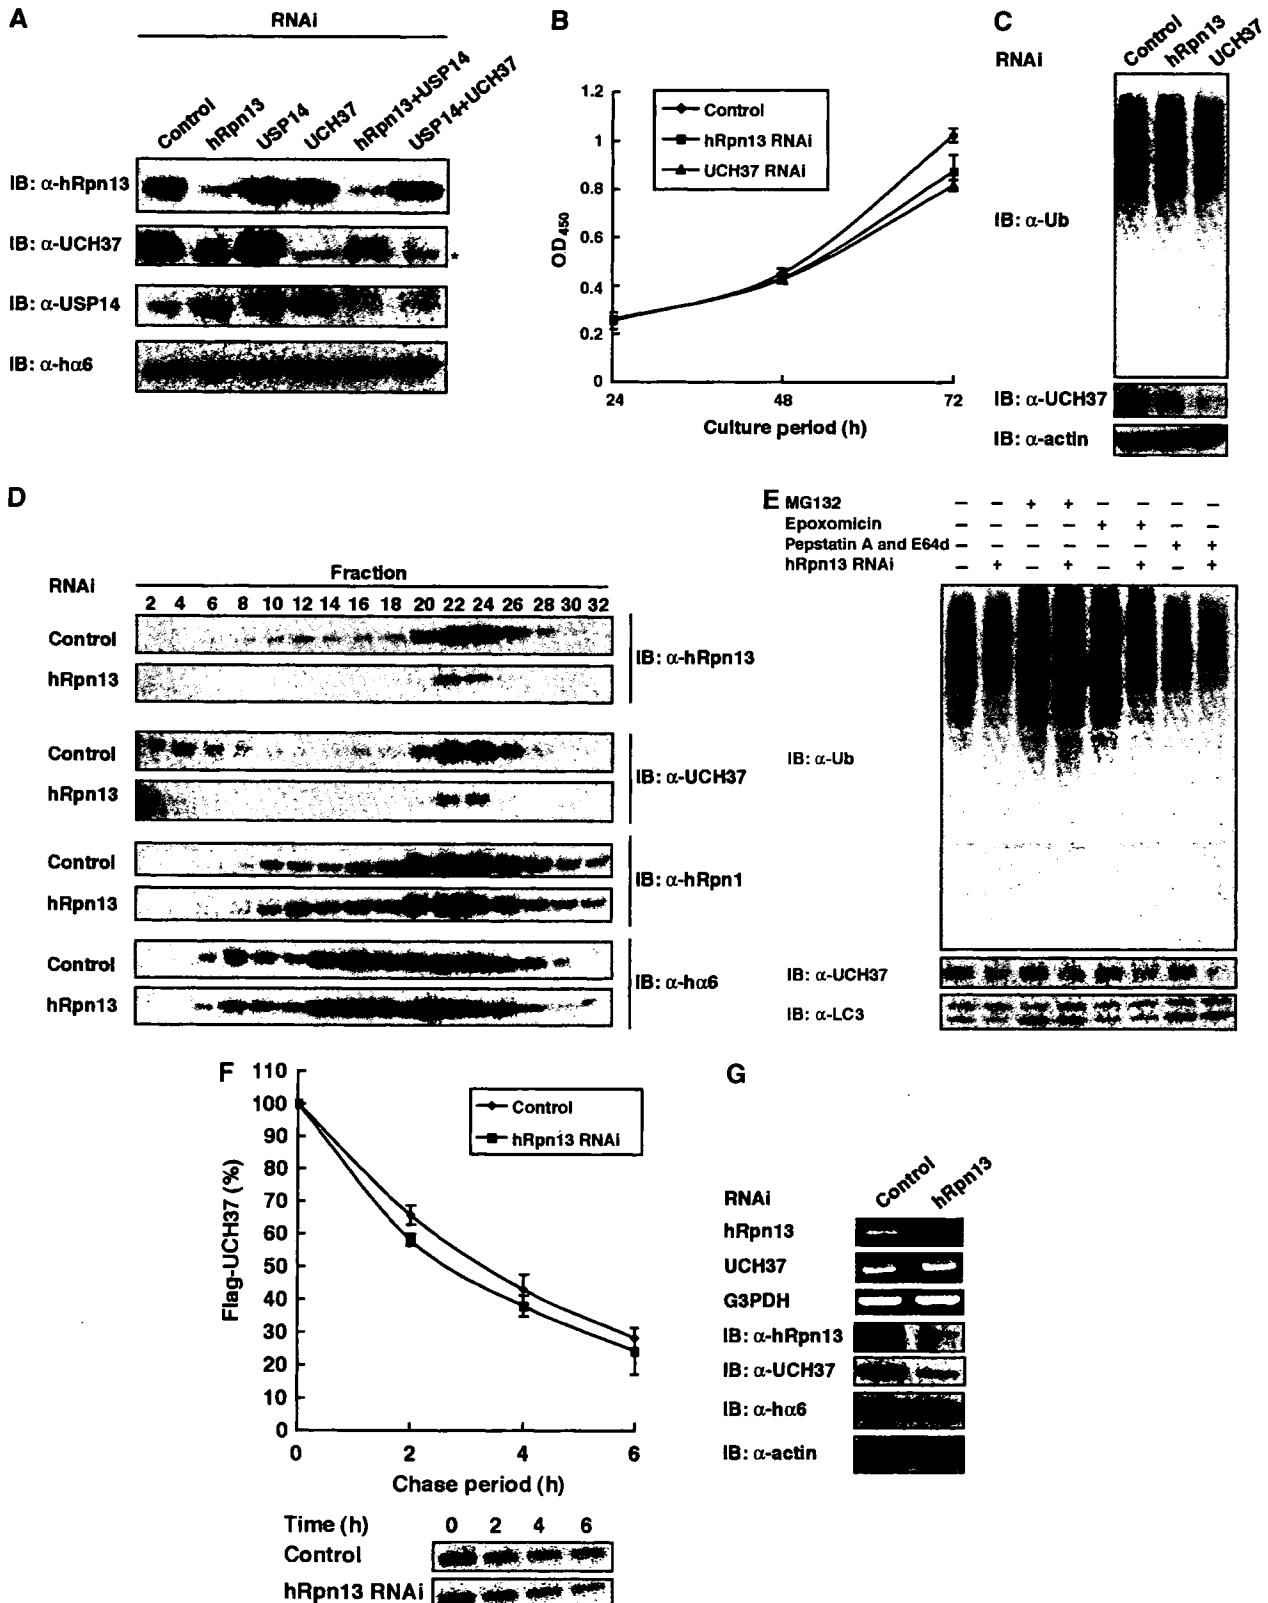 A
RNAi
Control
hRpn13
USP14
UCH37
hRpn13+USP14
USP14+UCH37
IB: α-hRpn13
IB: α-UCH37
*
IB: α-USP14
IB: α-hα6
B
1.2
1
0.8
0.6
0.4
0.2
0
OD450
Control
hRpn13 RNAi
UCH37 RNAi
24 48 72
Culture period (h)
C
RNAi
Control
hRpn13
UCH37
IB: α-Ub
IB: α-UCH37
IB: α-actin
D
RNAi
Fraction
2 4 6 8 10 12 14 16 18 20 22 24 26 28 30 32
Control
hRpn13
IB: α-hRpn13
Control
hRpn13
IB: α-UCH37
Control
hRpn13
IB: α-hRpn1
Control
hRpn13
IB: α-hα6
E
MG132 – – + + – – – –
Epoxomicin – – – – + + – –
Pepstatin A and E64d – – – – – – + +
hRpn13 RNAi – + – + – + – +
IB: α-Ub
IB: α-UCH37
IB: α-LC3
F
110
100
90
80
70
60
50
40
30
20
10
0
Flag-UCH37 (%)
Control
hRpn13 RNAi
0 2 4 6
Chase period (h)
Time (h) 0 2 4 6
Control
hRpn13 RNAi
G
RNAi
Control
hRpn13
hRpn13
UCH37
G3PDH
IB: α-hRpn13
IB: α-UCH37
IB: α-hα6
IB: α-actin